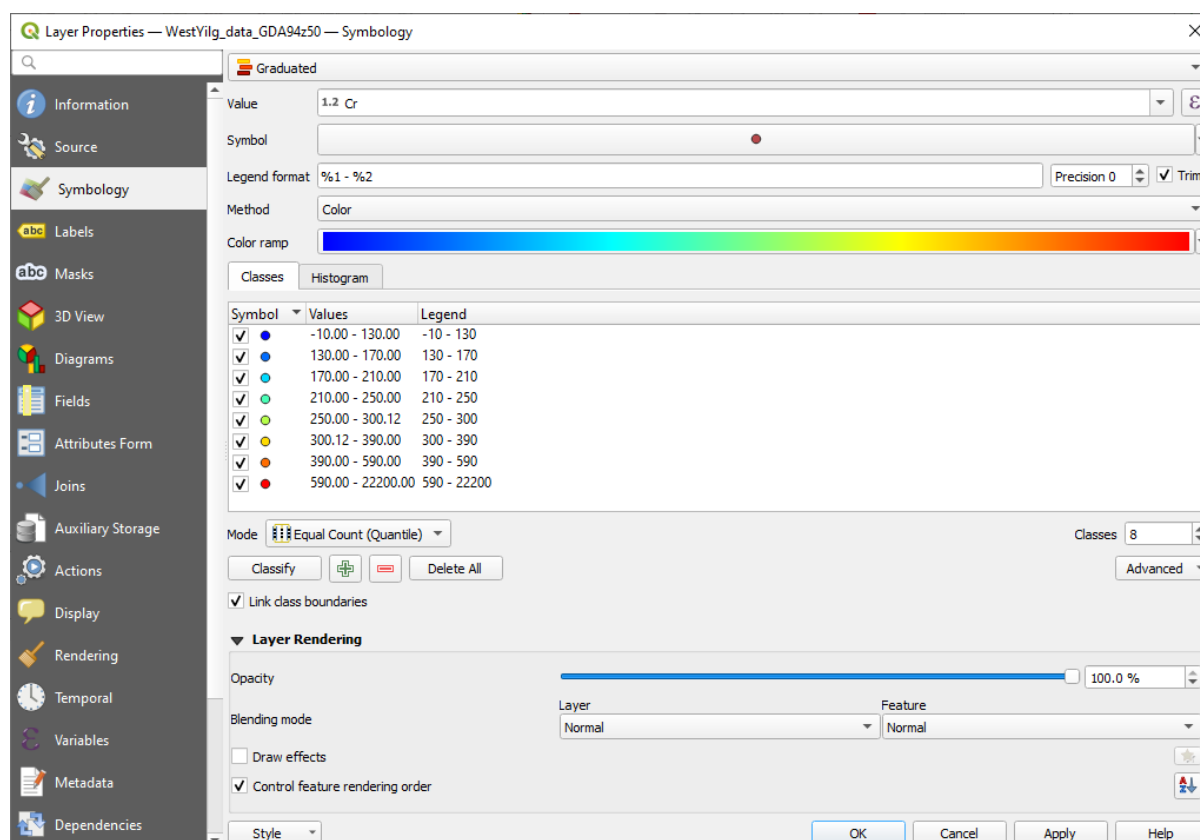 Layer Properties — WestYilg_data_GDA94z50 — Symbology
Information
Source
Symbology
Labels
Masks
3D View
Diagrams
Fields
Attributes Form
Joins
Auxiliary Storage
Actions
Display
Rendering
Temporal
Variables
Metadata
Dependencies
Graduated
Value 1.2 Cr ε
Symbol
Legend format %1 - %2 Precision 0 Trim
Method Color
Color ramp
Classes Histogram
Symbol Values Legend
-10.00 - 130.00 -10 - 130
130.00 - 170.00 130 - 170
170.00 - 210.00 170 - 210
210.00 - 250.00 210 - 250
250.00 - 300.12 250 - 300
300.12 - 390.00 300 - 390
390.00 - 590.00 390 - 590
590.00 - 22200.00 590 - 22200
Mode Equal Count (Quantile) Classes 8
Classify Delete All Advanced
Link class boundaries
Layer Rendering
Opacity 100.0 %
Layer Feature
Blending mode Normal Normal
Draw effects
Control feature rendering order
Style OK Cancel Apply Help